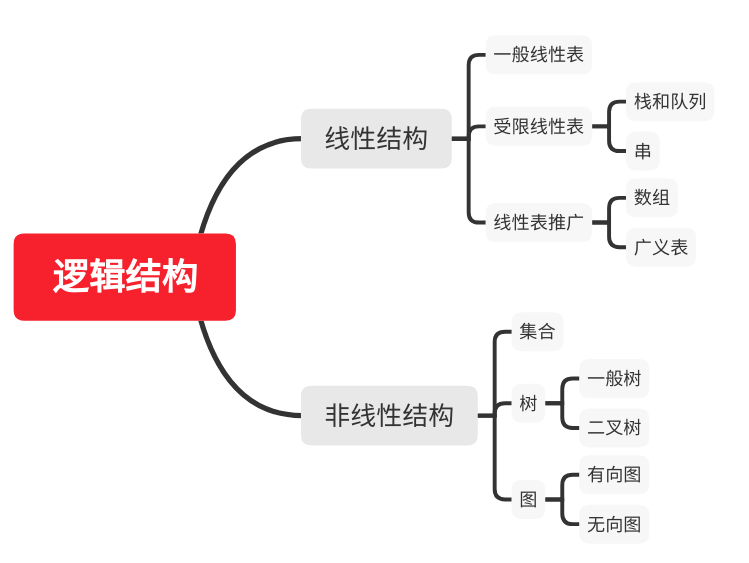 逻辑结构
线性结构
一般线性表
受限线性表
栈和队列
串
线性表推广
数组
广义表
非线性结构
集合
树
一般树
二叉树
图
有向图
无向图